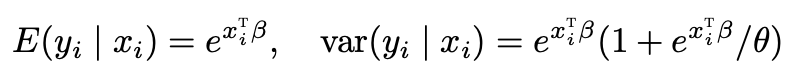 E(y_i | x_i) = e^{x_i^T β}, var(y_i | x_i) = e^{x_i^T β}(1 + e^{x_i^T β}/θ)